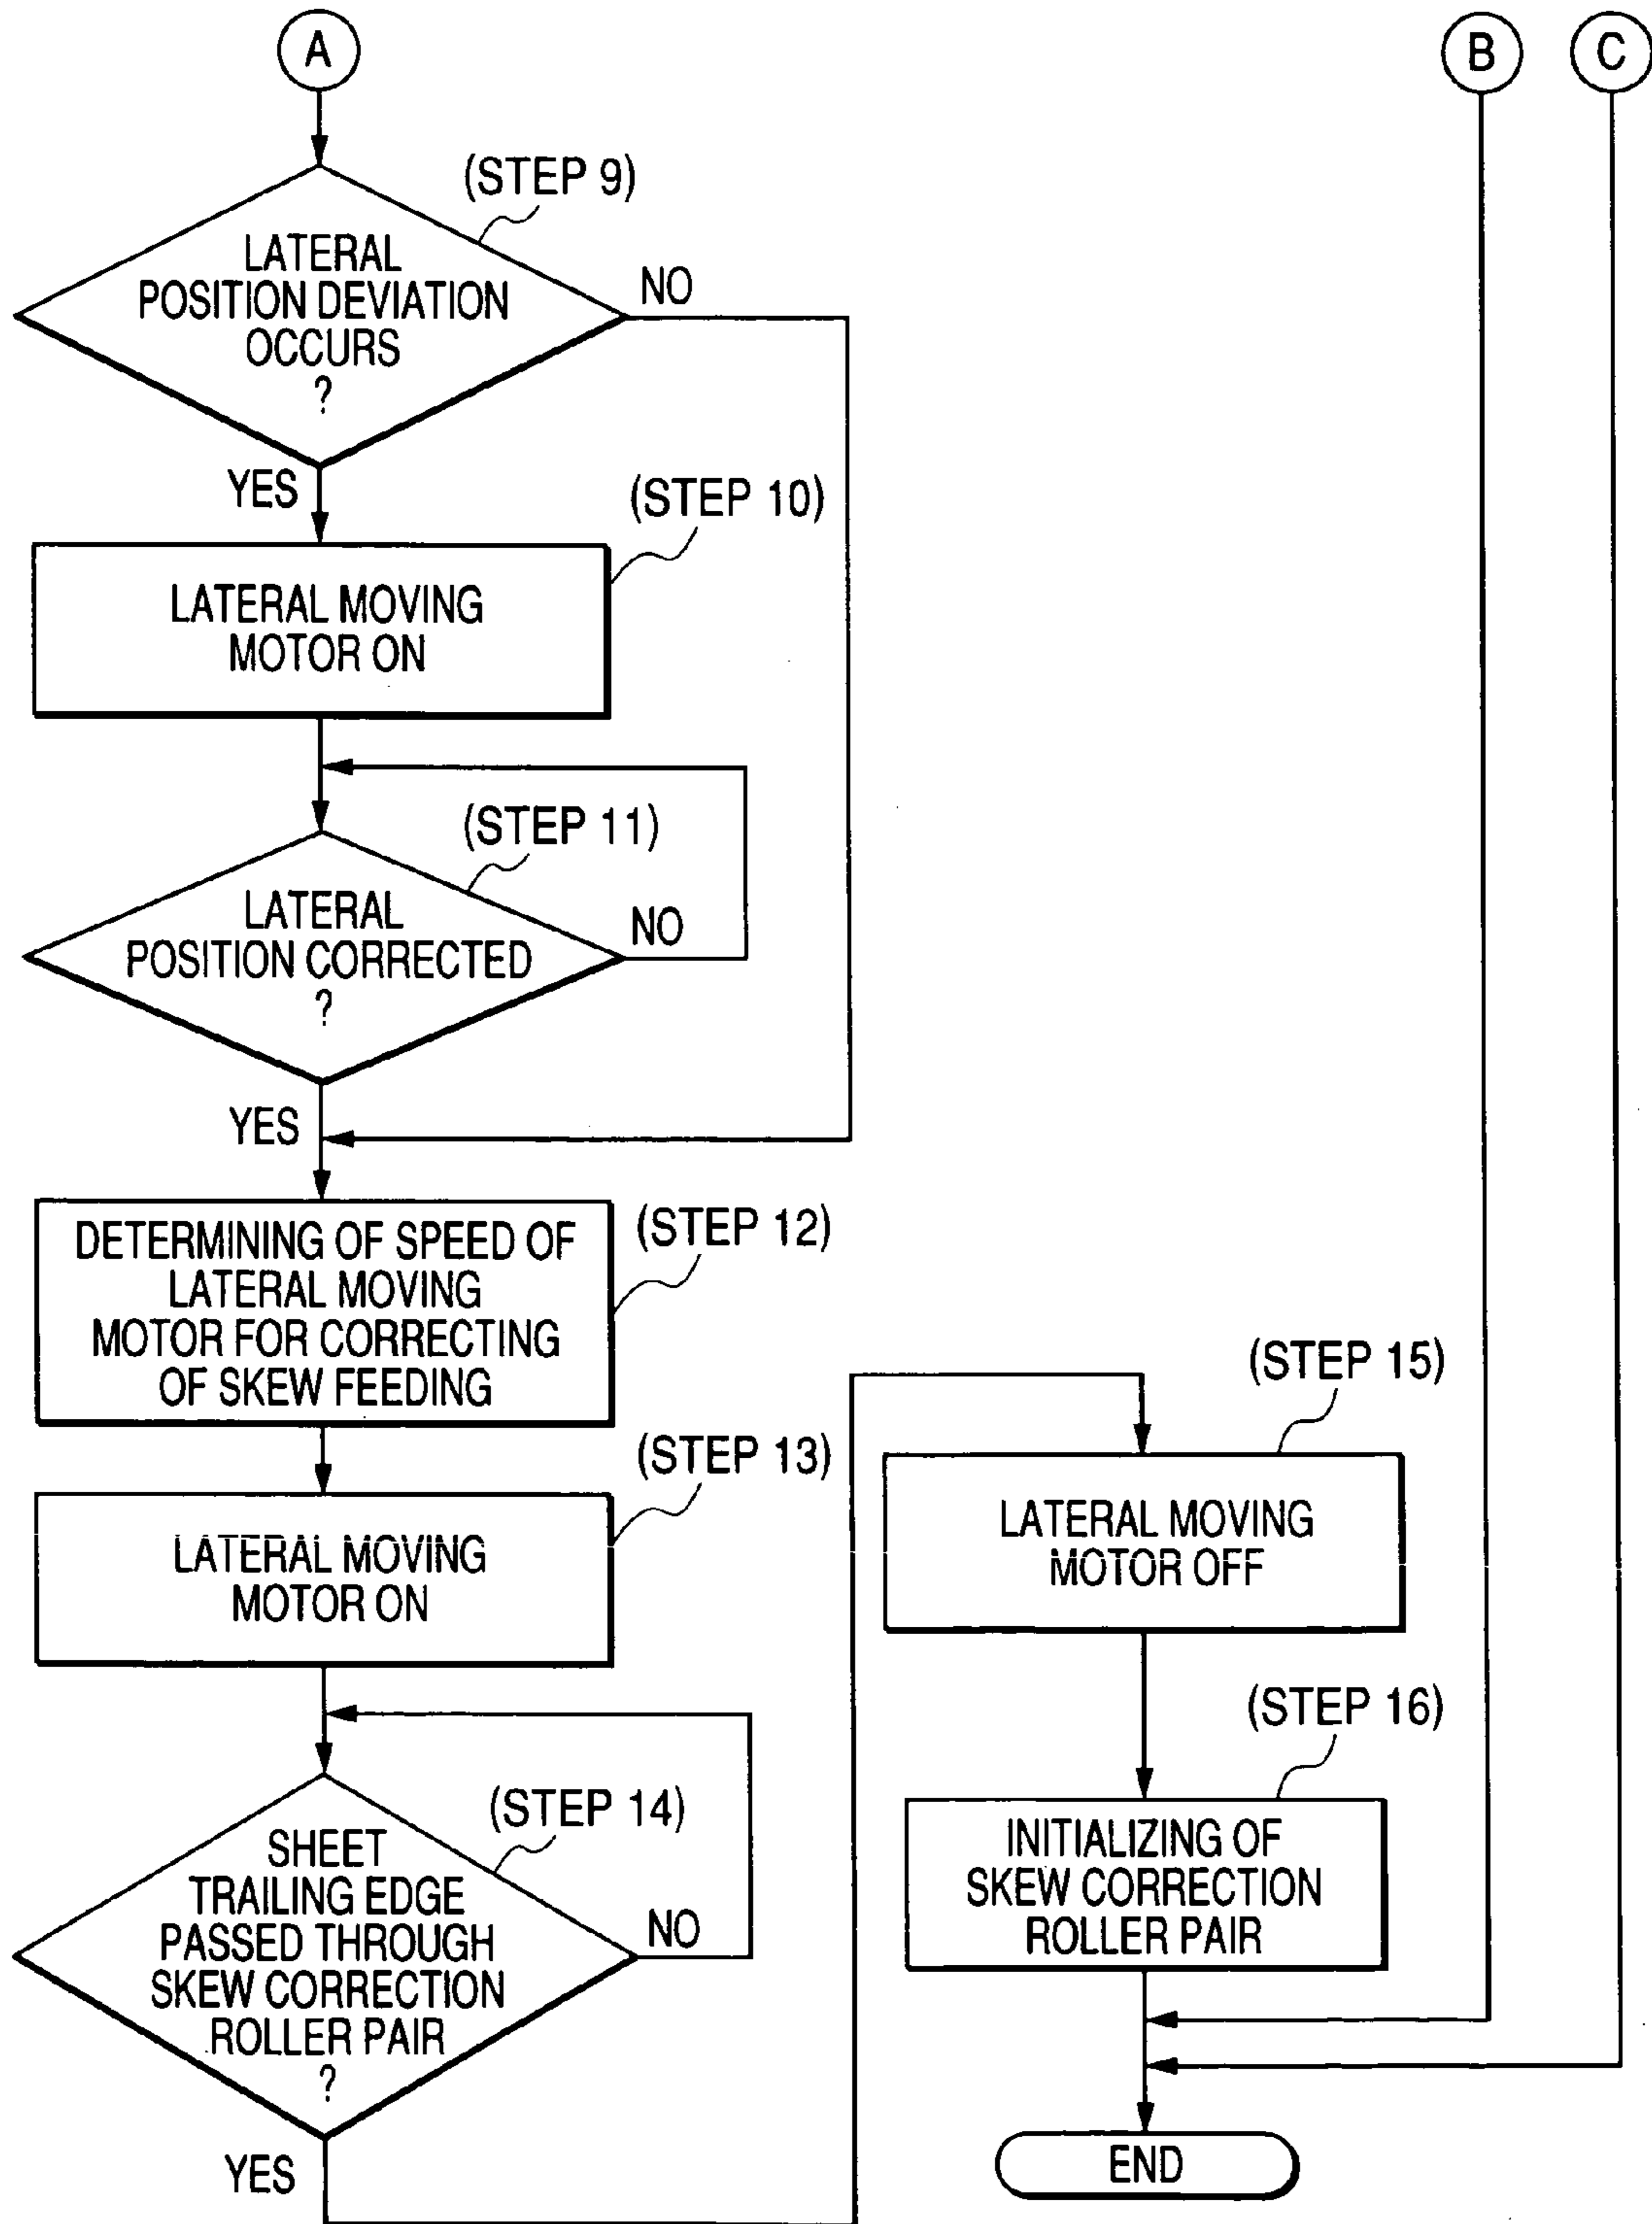 A
B
C
(STEP 9)
LATERAL
POSITION DEVIATION
OCCURS
?
NO
YES
(STEP 10)
LATERAL MOVING
MOTOR ON
(STEP 11)
LATERAL
POSITION CORRECTED
?
NO
YES
(STEP 12)
DETERMINING OF SPEED OF
LATERAL MOVING
MOTOR FOR CORRECTING
OF SKEW FEEDING
(STEP 13)
LATERAL MOVING
MOTOR ON
(STEP 14)
SHEET
TRAILING EDGE
PASSED THROUGH
SKEW CORRECTION
ROLLER PAIR
?
NO
YES
(STEP 15)
LATERAL MOVING
MOTOR OFF
(STEP 16)
INITIALIZING OF
SKEW CORRECTION
ROLLER PAIR
END